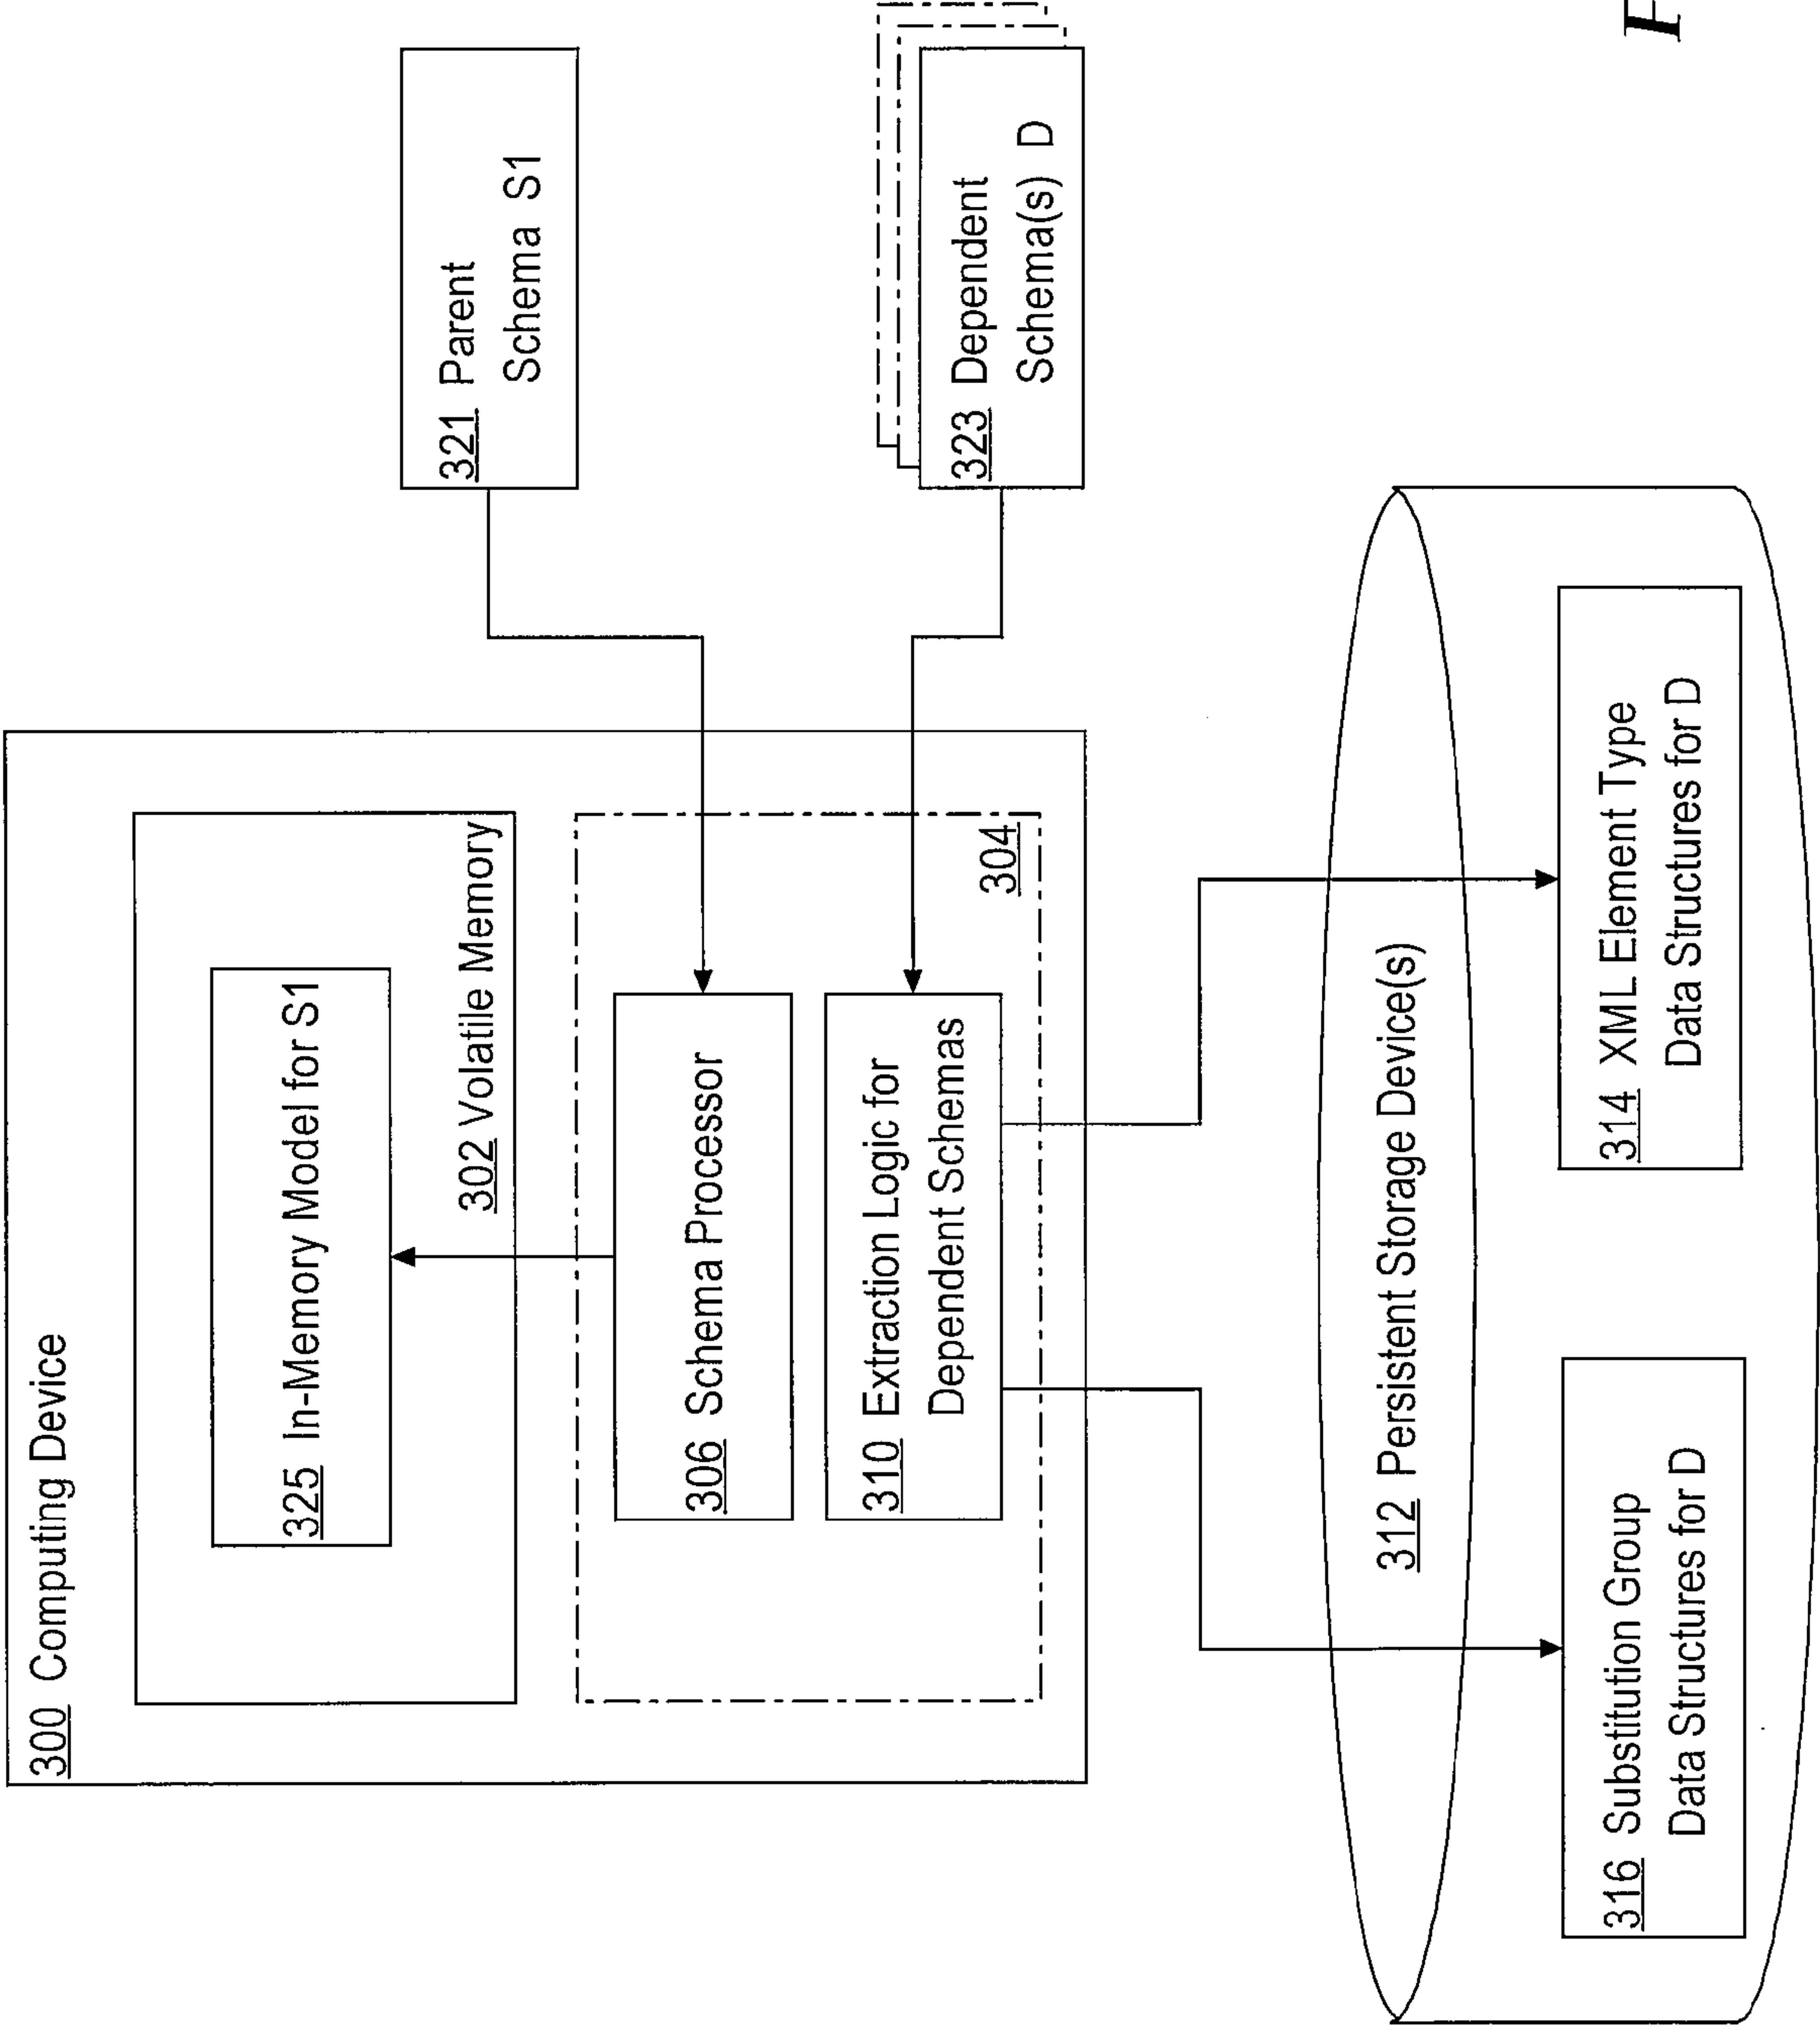 300 Computing Device
325 In-Memory Model for S1
302 Volatile Memory
306 Schema Processor
310 Extraction Logic for
Dependent Schemas
304
321 Parent
Schema S1
323 Dependent
Schema(s) D
312 Persistent Storage Device(s)
316 Substitution Group
Data Structures for D
314 XML Element Type
Data Structures for D
F